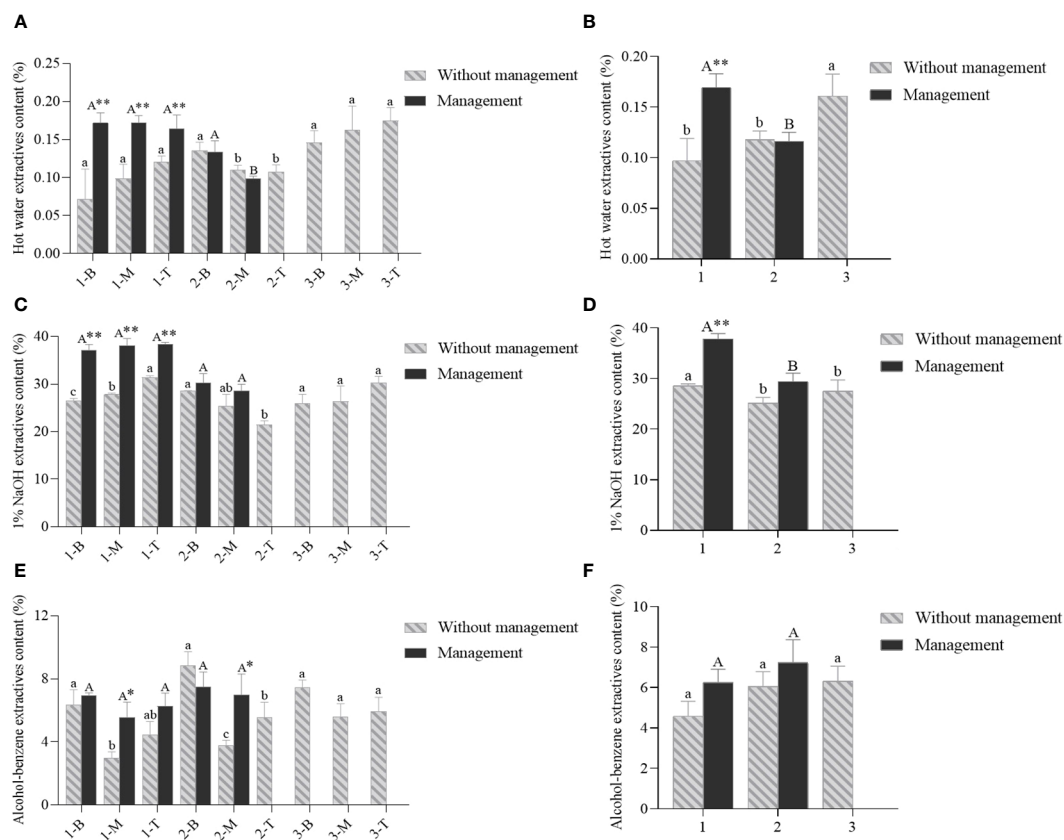 A
Hot water extractives content (%)
0.25
0.20
0.15
0.10
0.05
0.00
a
A**
a
A**
a
A**
a
A
b
B
b
a
a
a
Without management
Management
1-B
1-M
1-T
2-B
2-M
2-T
3-B
3-M
3-T
B
Hot water extractives content (%)
0.20
0.15
0.10
0.05
0.00
b
A**
b
B
a
Without management
Management
1
2
3
C
1% NaOH extractives content (%)
40
30
20
10
0
c
A**
b
A**
a
A**
a
A
ab
A
b
a
a
a
Without management
Management
1-B
1-M
1-T
2-B
2-M
2-T
3-B
3-M
3-T
D
1% NaOH extractives content (%)
40
30
20
10
0
a
A**
b
B
b
Without management
Management
1
2
3
E
Alcohol-benzene extractives content (%)
12
8
4
0
a
A
b
A*
ab
A
a
A
c
A*
b
a
a
a
Without management
Management
1-B
1-M
1-T
2-B
2-M
2-T
3-B
3-M
3-T
F
Alcohol-benzene extractives content (%)
10
8
6
4
2
0
a
A
a
A
a
Without management
Management
1
2
3